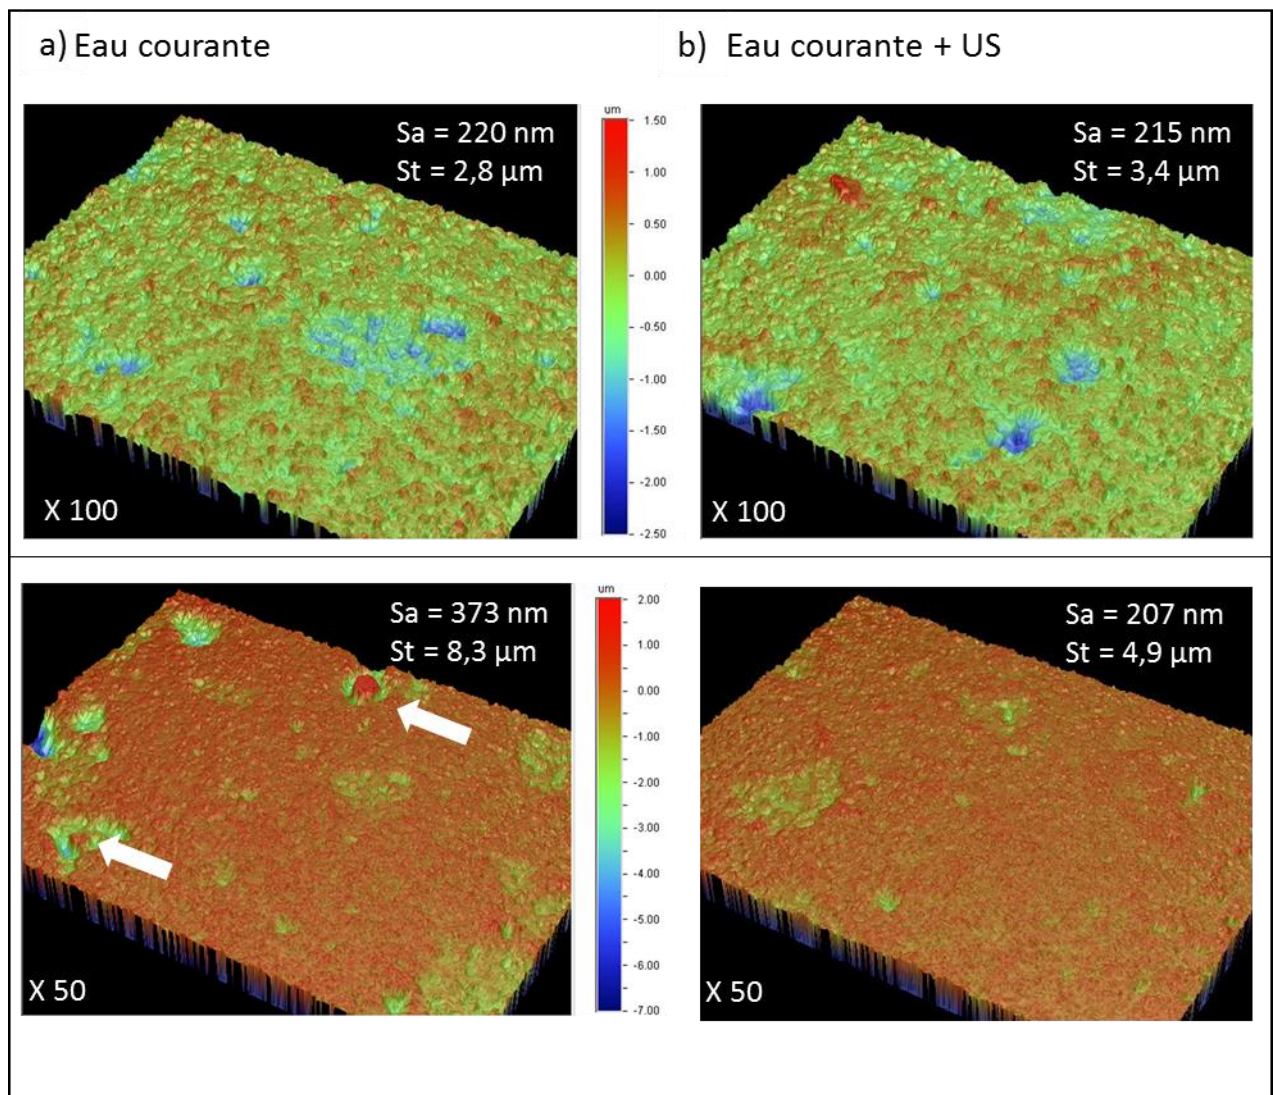 a) Eau courante
b) Eau courante + US
Sa = 220 nm
St = 2,8 µm
X 100
um
1.50
1.00
0.50
0.00
-0.50
-1.00
-1.50
-2.00
-2.50
Sa = 215 nm
St = 3,4 µm
X 100
Sa = 373 nm
St = 8,3 µm
X 50
um
2.00
1.00
0.00
-1.00
-2.00
-3.00
-4.00
-5.00
-6.00
-7.00
Sa = 207 nm
St = 4,9 µm
X 50